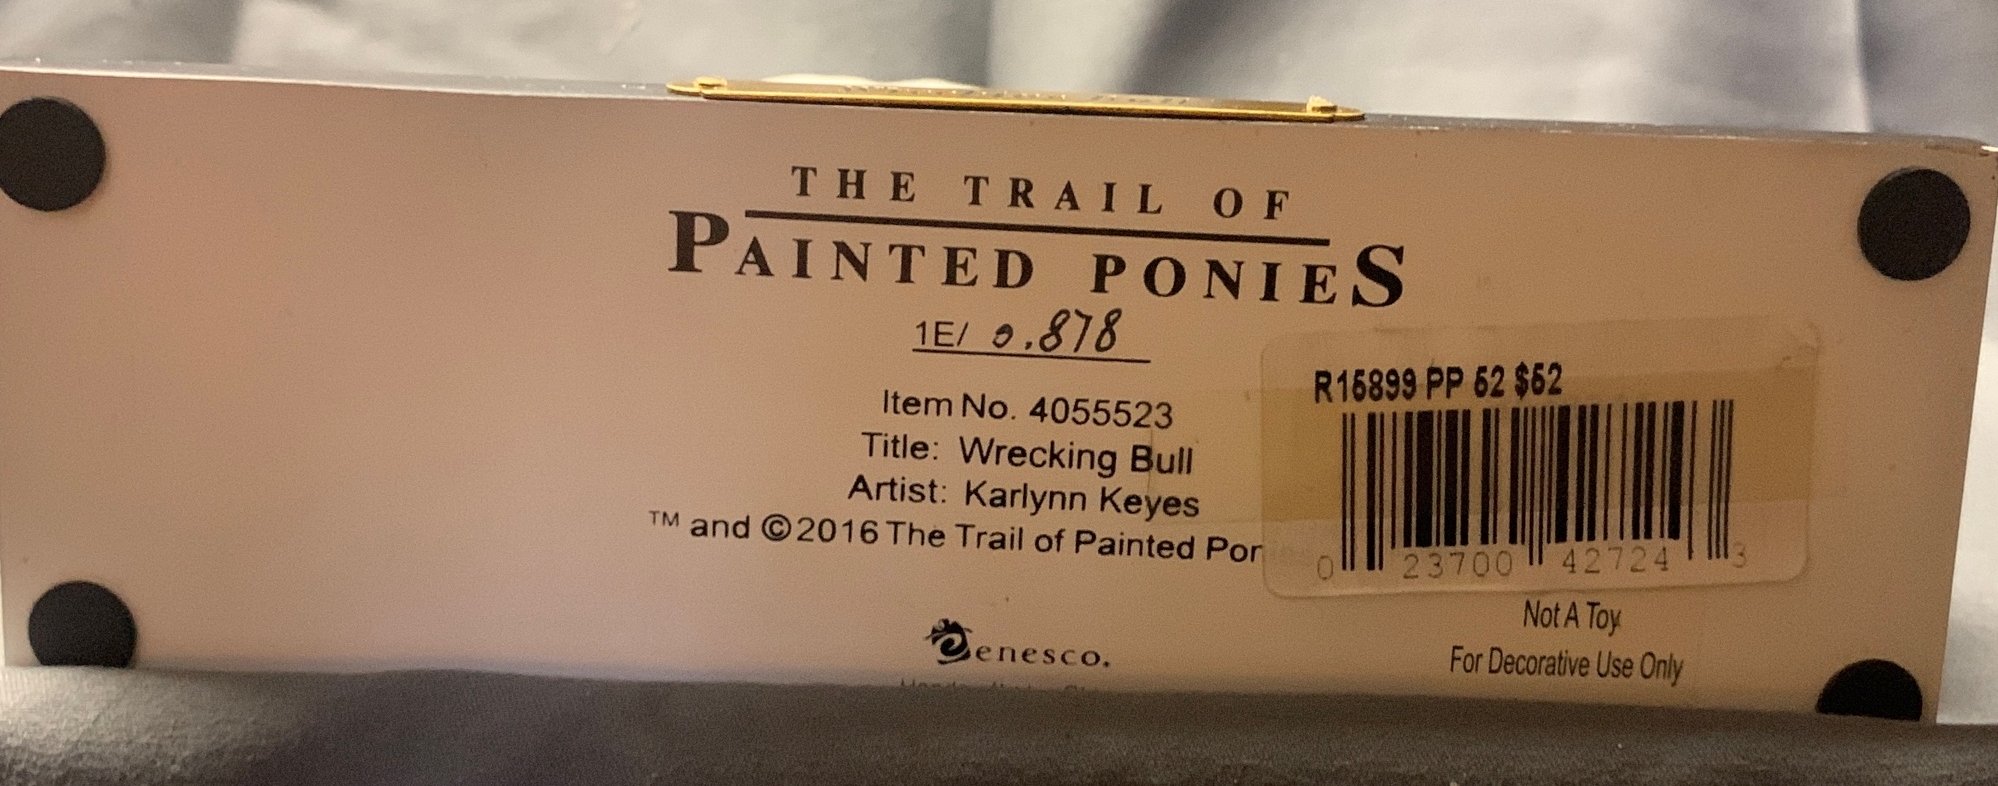 THE TRAIL OF
PAINTED PONIES
1E/ 0,878
Item No. 4055523
Title: Wrecking Bull
Artist: Karlynn Keyes
™ and ©2016 The Trail of Painted Pon
R15899 PP 52 $52
0 23700 42724 3
Not A Toy
For Decorative Use Only
enesco.